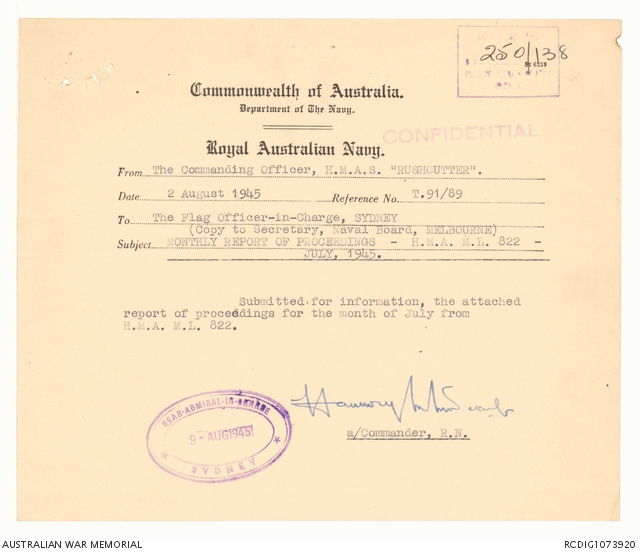 250/138
Commonwealth of Australia.
Department of The Navy.
CONFIDENTIAL
Royal Australian Navy.
From The Commanding Officer, H.M.A.S. "RUSHCUTTER".
Date 2 August 1945 Reference No. T.91/89
To The Flag Officer-in-Charge, SYDNEY
(Copy to Secretary, Naval Board, MELBOURNE)
Subject MONTHLY REPORT OF PROCEEDINGS - H.M.A. M.L. 822 -
JULY, 1945.
Submitted for information, the attached
report of proceedings for the month of July from
H.M.A. M.L. 822.
REAR-ADMIRAL-IN-CHARGE
9 - AUG 1945
SYDNEY
a/Commander, R.N.
AUSTRALIAN WAR MEMORIAL
RCDIG1073920